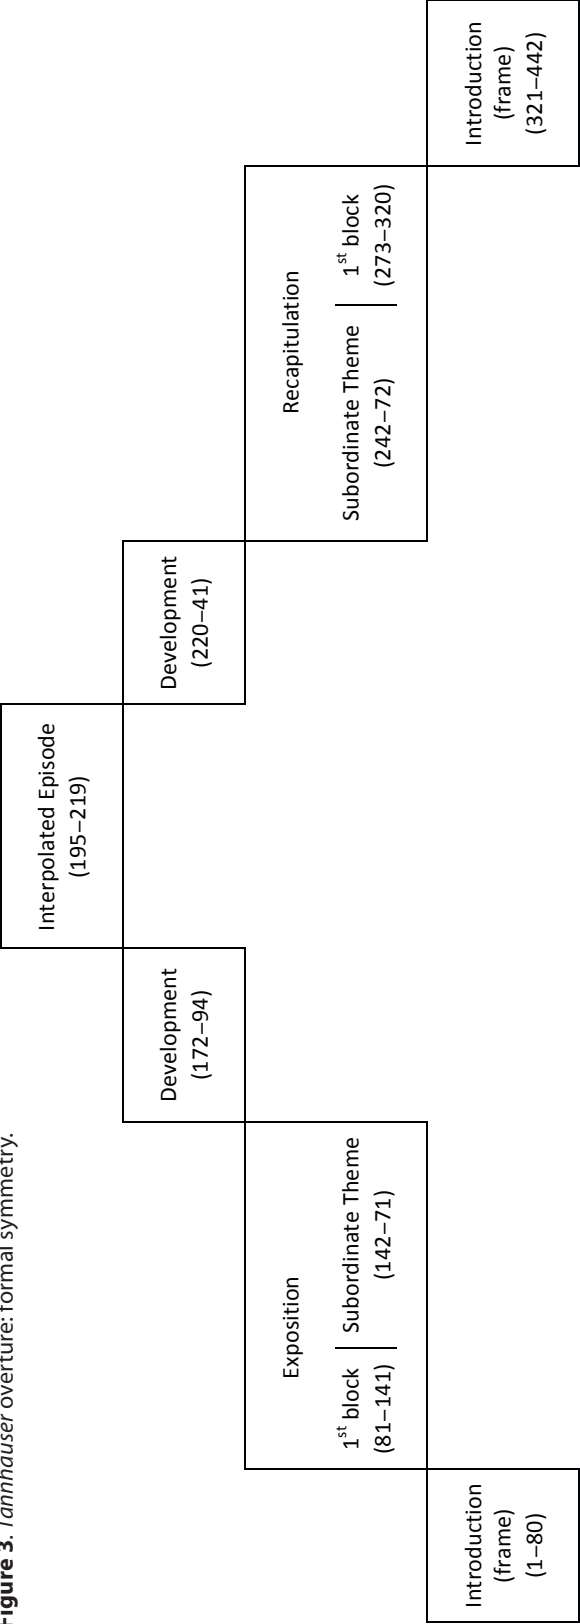 Figure 3. Tannhäuser overture: formal symmetry.
Introduction
(frame)
(1–80)
Exposition
1st block
(81–141)
Subordinate Theme
(142–71)
Development
(172–94)
Interpolated Episode
(195–219)
Development
(220–41)
Recapitulation
Subordinate Theme
(242–72)
1st block
(273–320)
Introduction
(frame)
(321–442)